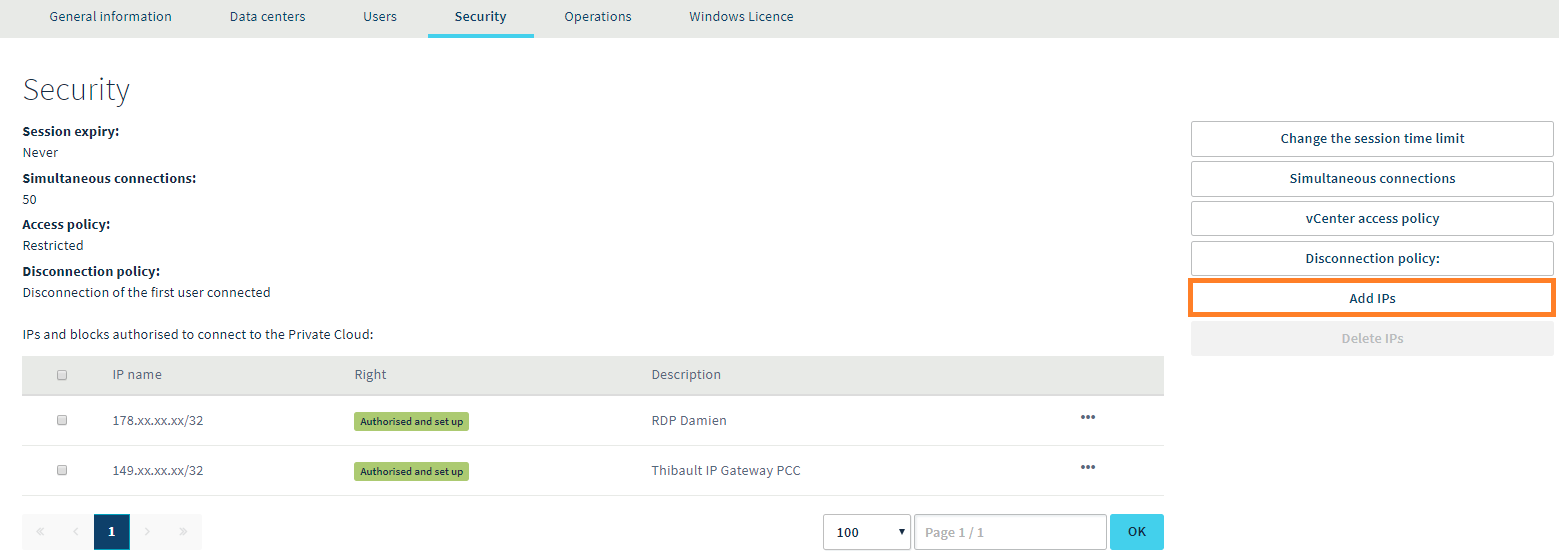 General information Data centers Users Security Operations Windows Licence
Security
Session expiry:
Never
Simultaneous connections:
50
Access policy:
Restricted
Disconnection policy:
Disconnection of the first user connected
IPs and blocks authorised to connect to the Private Cloud:
IP name Right Description
178.xx.xx.xx/32 Authorised and set up RDP Damien •••
149.xx.xx.xx/32 Authorised and set up Thibault IP Gateway PCC •••
« ‹ 1 › » 100 Page 1 / 1 OK
Change the session time limit
Simultaneous connections
vCenter access policy
Disconnection policy:
Add IPs
Delete IPs